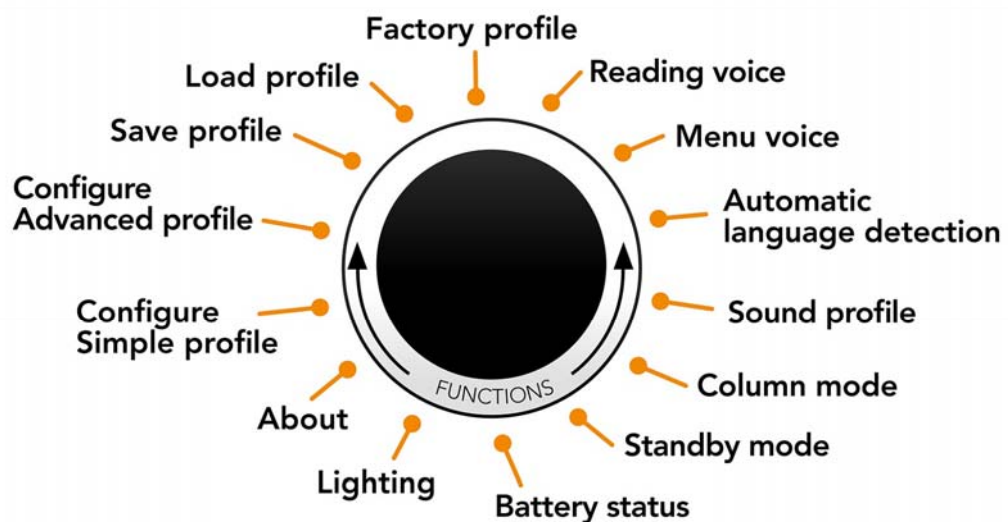 Factory profile
Load profile
Reading voice
Save profile
Menu voice
Configure
Advanced profile
Automatic
language detection
Configure
Simple profile
Sound profile
Column mode
FUNCTIONS
About
Standby mode
Lighting
Battery status